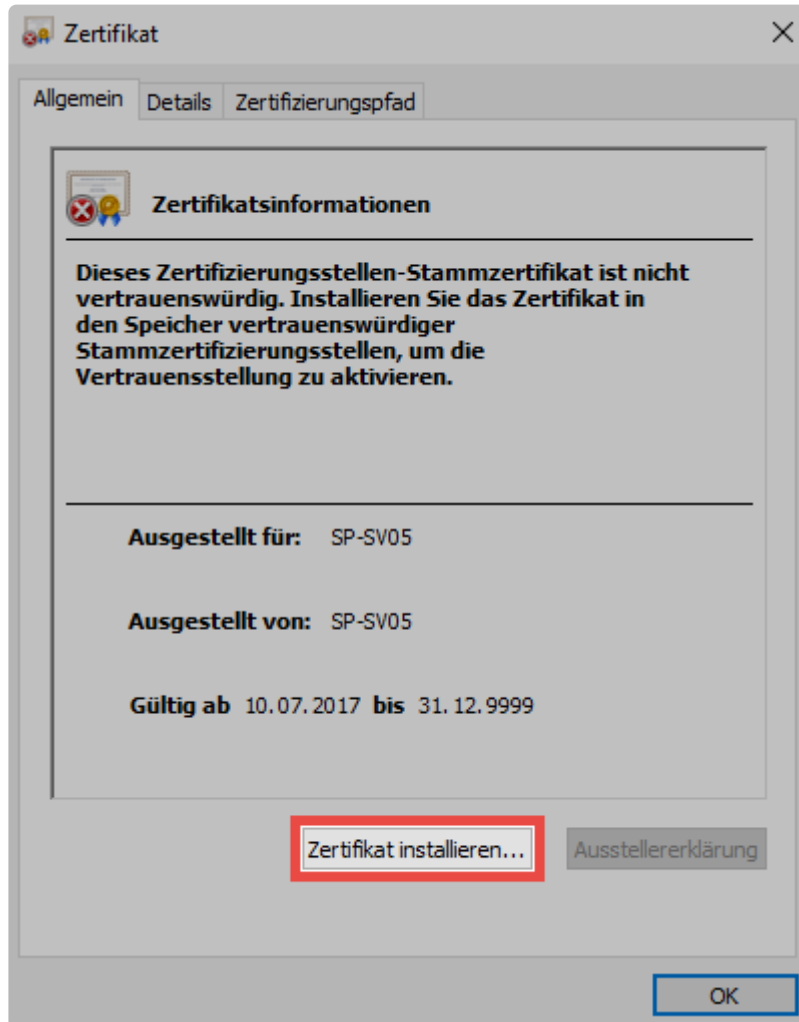 Zertifikat
Allgemein Details Zertifizierungspfad
Zertifikatsinformationen
Dieses Zertifizierungsstellen-Stammzertifikat ist nicht
vertrauenswürdig. Installieren Sie das Zertifikat in
den Speicher vertrauenswürdiger
Stammzertifizierungsstellen, um die
Vertrauensstellung zu aktivieren.
Ausgestellt für: SP-SV05
Ausgestellt von: SP-SV05
Gültig ab 10.07.2017 bis 31.12.9999
Zertifikat installieren... Ausstellererklärung
OK